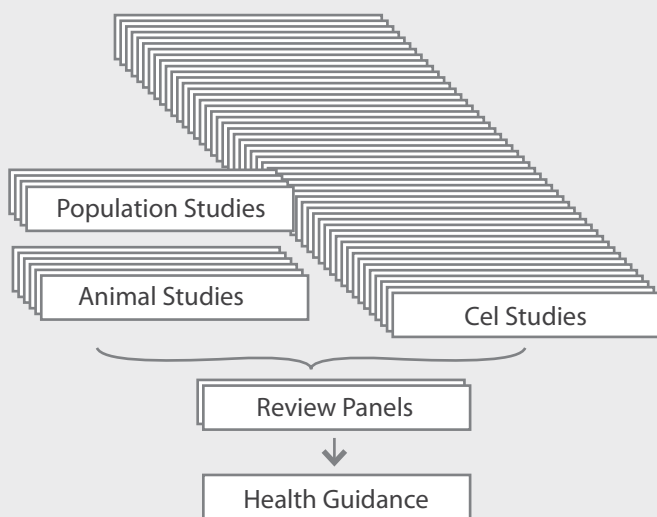 Population Studies
Animal Studies
Cel Studies
Review Panels
Health Guidance